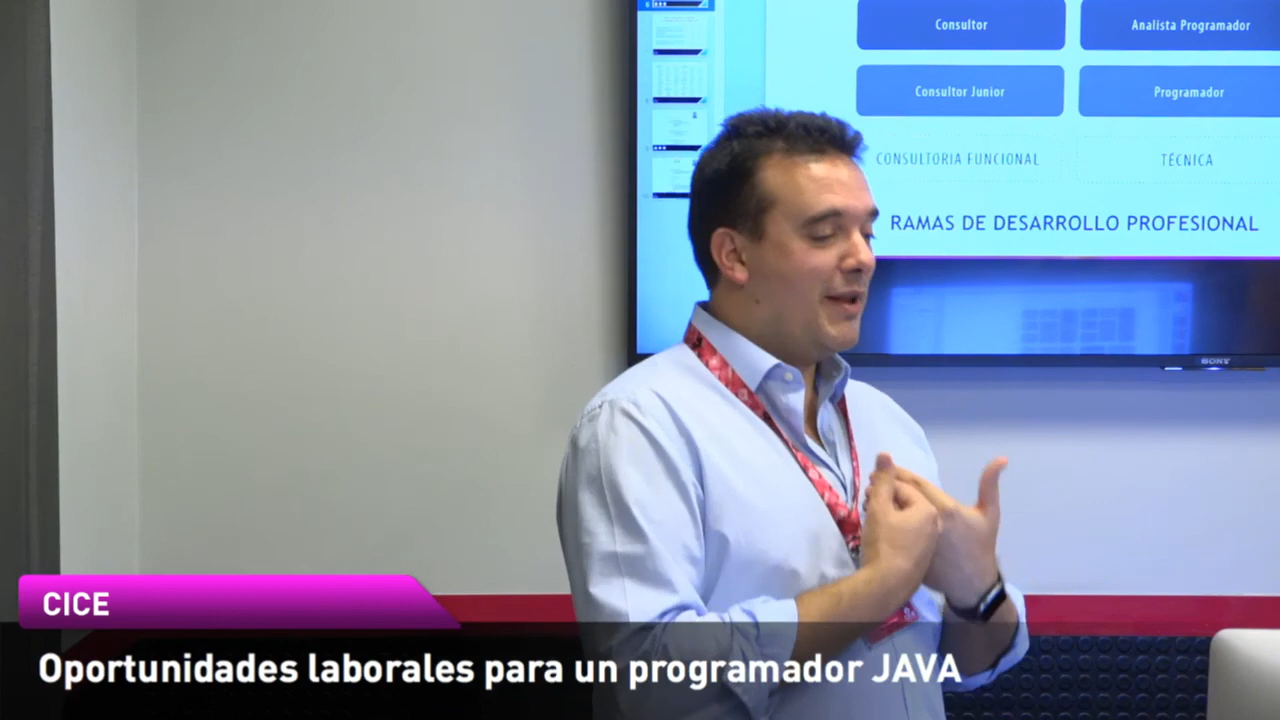 Consultor
Analista Programador
Consultor Junior
Programador
CONSULTORIA FUNCIONAL
TÉCNICA
RAMAS DE DESARROLLO PROFESIONAL
SONY
CICE
Oportunidades laborales para un programador JAVA